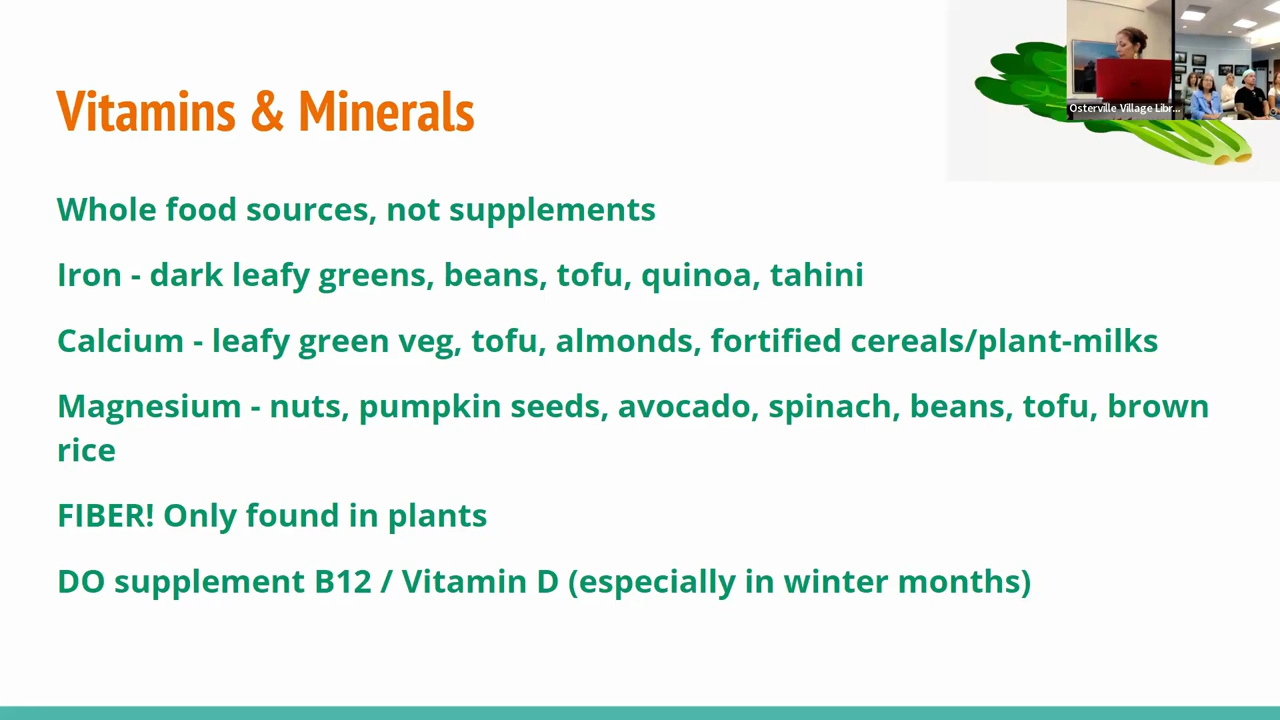 Osterville Village Libr...
Vitamins & Minerals
Whole food sources, not supplements
Iron - dark leafy greens, beans, tofu, quinoa, tahini
Calcium - leafy green veg, tofu, almonds, fortified cereals/plant-milks
Magnesium - nuts, pumpkin seeds, avocado, spinach, beans, tofu, brown
rice
FIBER! Only found in plants
DO supplement B12 / Vitamin D (especially in winter months)